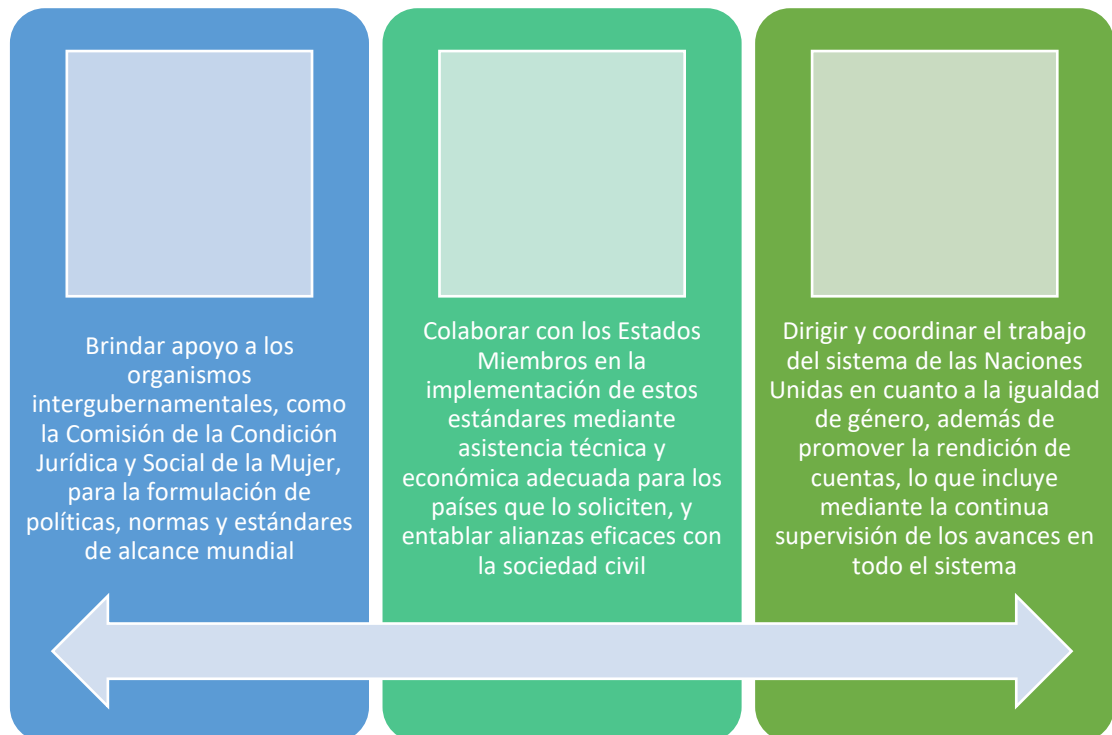 Brindar apoyo a los
organismos
intergubernamentales, como
la Comisión de la Condición
Jurídica y Social de la Mujer,
para la formulación de
políticas, normas y estándares
de alcance mundial
Colaborar con los Estados
Miembros en la
implementación de estos
estándares mediante
asistencia técnica y
económica adecuada para los
países que lo soliciten, y
entablar alianzas eficaces con
la sociedad civil
Dirigir y coordinar el trabajo
del sistema de las Naciones
Unidas en cuanto a la igualdad
de género, además de
promover la rendición de
cuentas, lo que incluye
mediante la continua
supervisión de los avances en
todo el sistema